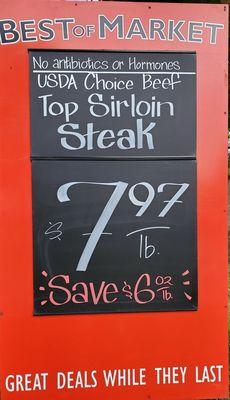 BEST OF MARKET
No antibiotics or Hormones
USDA Choice Beef
Top Sirloin
Steak
$7.97
lb.
Save $6.02 lb.
GREAT DEALS WHILE THEY LAST